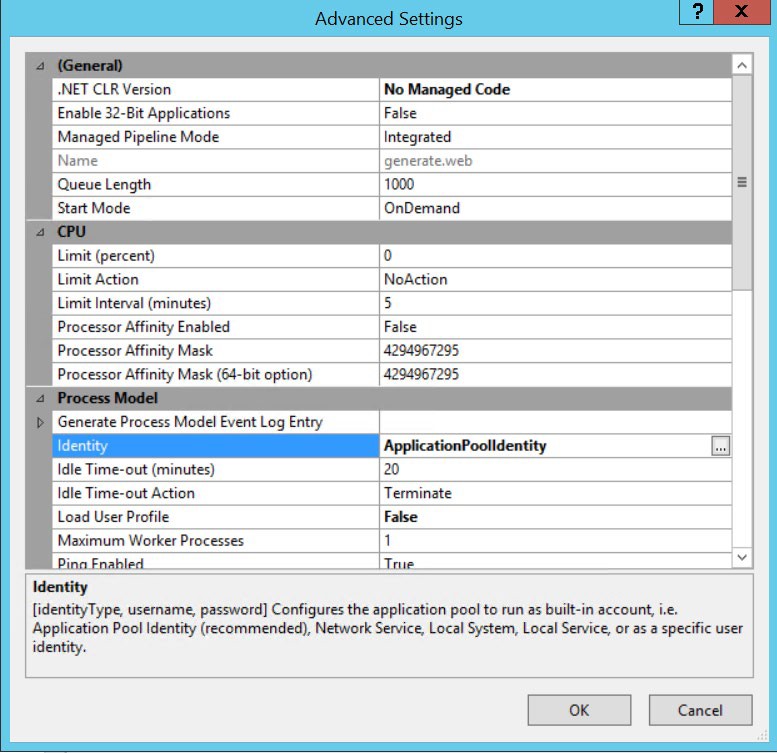 Advanced Settings
?
X
(General)
.NET CLR Version No Managed Code
Enable 32-Bit Applications False
Managed Pipeline Mode Integrated
Name generate.web
Queue Length 1000
Start Mode OnDemand
CPU
Limit (percent) 0
Limit Action NoAction
Limit Interval (minutes) 5
Processor Affinity Enabled False
Processor Affinity Mask 4294967295
Processor Affinity Mask (64-bit option) 4294967295
Process Model
Generate Process Model Event Log Entry
Identity ApplicationPoolIdentity ...
Idle Time-out (minutes) 20
Idle Time-out Action Terminate
Load User Profile False
Maximum Worker Processes 1
Ping Enabled True
Identity
[identityType, username, password] Configures the application pool to run as built-in account, i.e.
Application Pool Identity (recommended), Network Service, Local System, Local Service, or as a specific user
identity.
OK Cancel